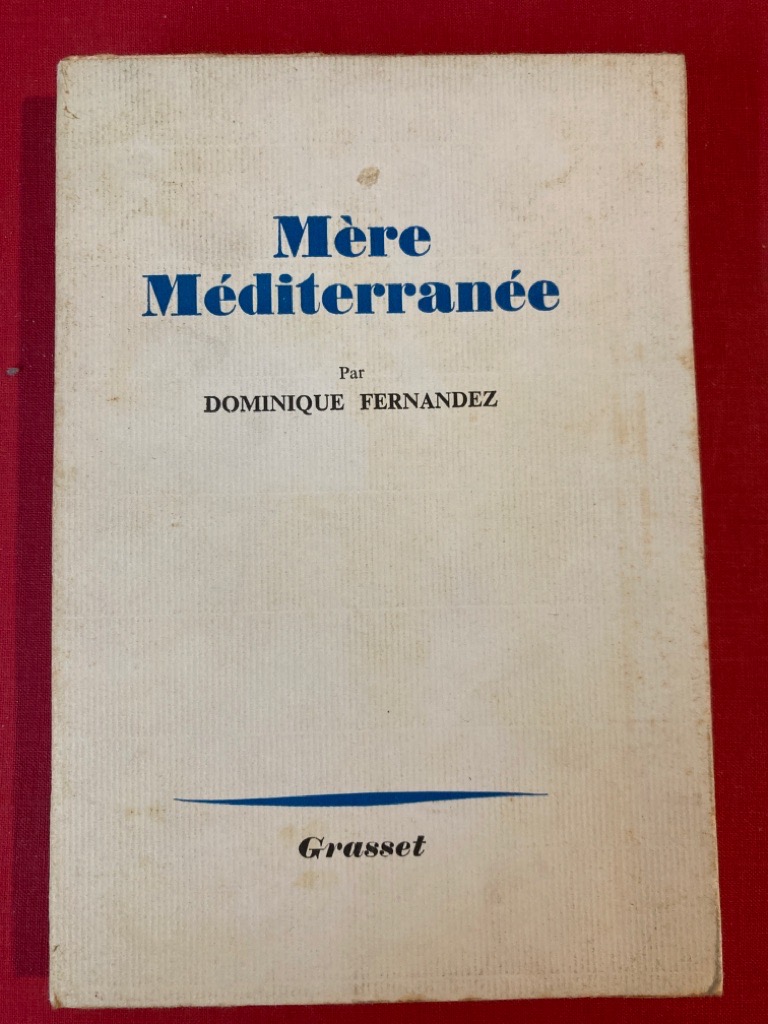 Mère
Méditerranée
Par
DOMINIQUE FERNANDEZ
Grasset